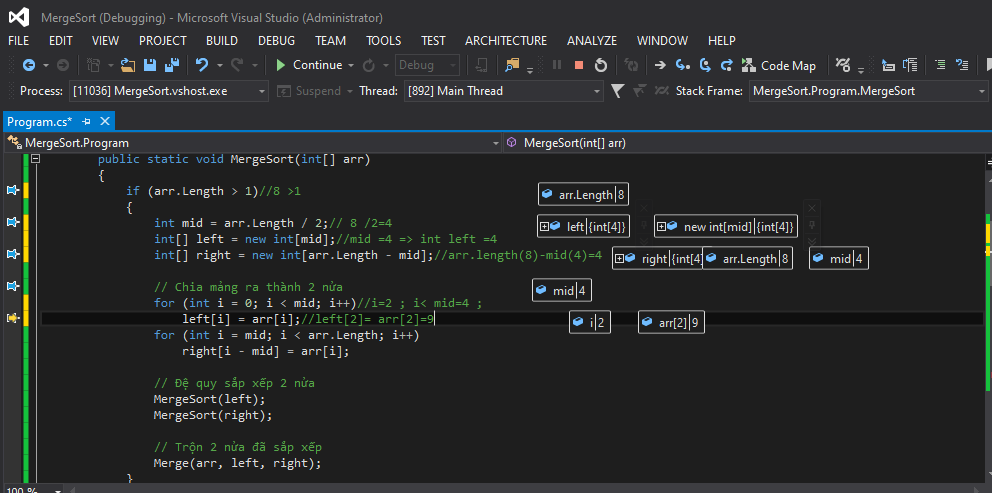 MergeSort (Debugging) - Microsoft Visual Studio (Administrator)
FILE EDIT VIEW PROJECT BUILD DEBUG TEAM TOOLS TEST ARCHITECTURE ANALYZE WINDOW HELP
Continue Debug Code Map
Process: [11036] MergeSort.vshost.exe Suspend Thread: [892] Main Thread Stack Frame: MergeSort.Program.MergeSort
Program.cs*
MergeSort.Program MergeSort(int[] arr)
public static void MergeSort(int[] arr)
{
if (arr.Length > 1)//8 >1 arr.Length|8
{
int mid = arr.Length / 2;// 8 /2=4 left|{int[4]} new int[mid]|{int[4]}
int[] left = new int[mid];//mid =4 => int left =4
int[] right = new int[arr.Length - mid];//arr.length(8)-mid(4)=4 right|{int[4] arr.Length|8 mid|4
// Chia mảng ra thành 2 nửa mid|4
for (int i = 0; i < mid; i++)//i=2 ; i< mid=4 ;
left[i] = arr[i];//left[2]= arr[2]=9 i|2 arr[2]|9
for (int i = mid; i < arr.Length; i++)
right[i - mid] = arr[i];
// Đệ quy sắp xếp 2 nửa
MergeSort(left);
MergeSort(right);
// Trộn 2 nửa đã sắp xếp
Merge(arr, left, right);
}
100 %